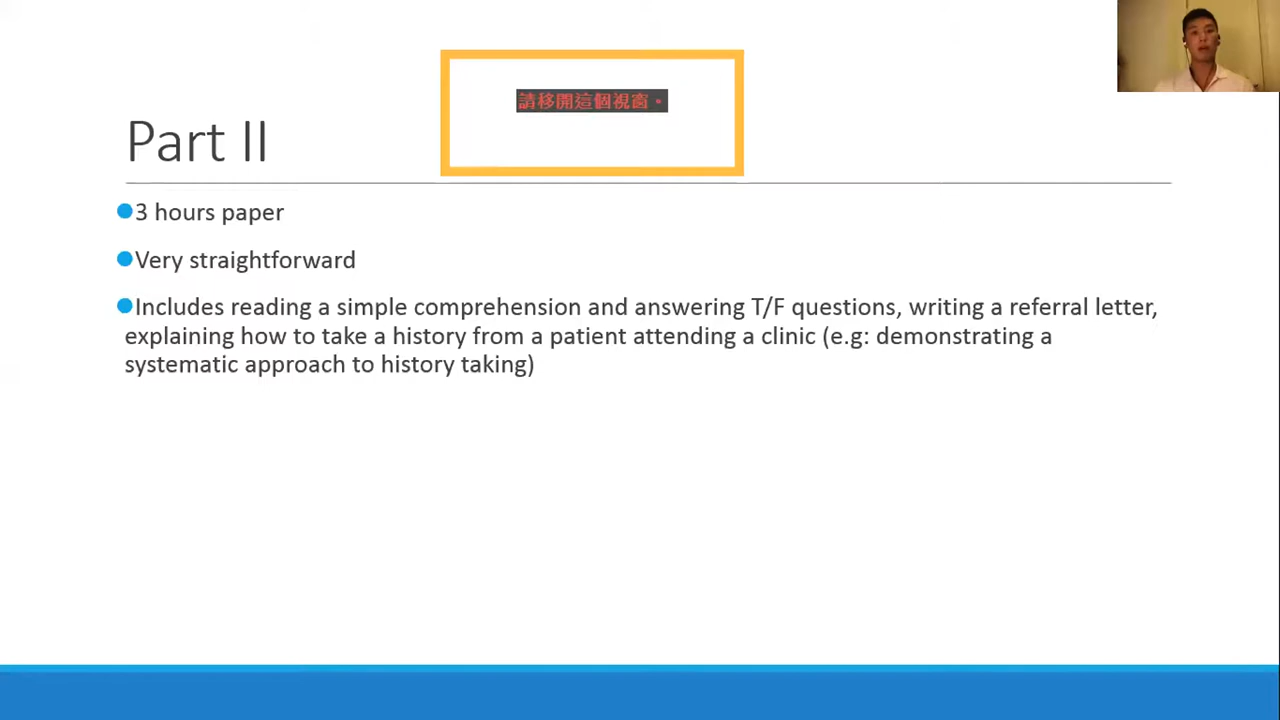 請移開這個視窗。
Part II
3 hours paper
Very straightforward
Includes reading a simple comprehension and answering T/F questions, writing a referral letter,
explaining how to take a history from a patient attending a clinic (e.g: demonstrating a
systematic approach to history taking)